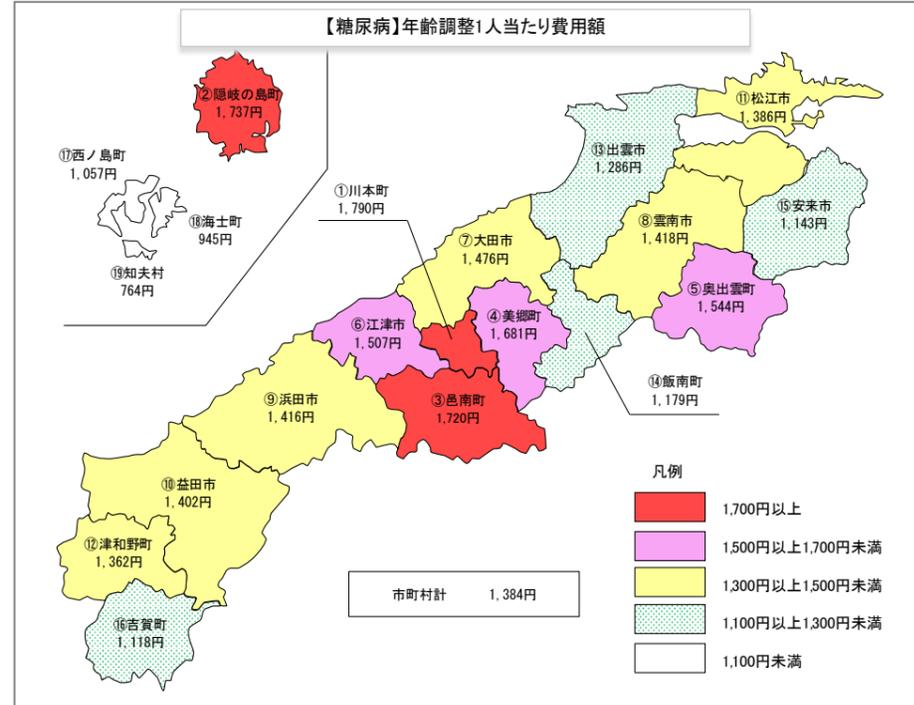 【糖尿病】年齢調整1人当たり費用額
②隠岐の島町
1,737円
⑪松江市
1,386円
⑬出雲市
1,286円
⑰西ノ島町
1,057円
①川本町
1,790円
⑱海士町
945円
⑲知夫村
764円
⑦大田市
1,476円
⑧雲南市
1,418円
⑮安来市
1,143円
⑤奥出雲町
1,544円
⑥江津市
1,507円
④美郷町
1,681円
⑭飯南町
1,179円
⑨浜田市
1,416円
③邑南町
1,720円
⑩益田市
1,402円
⑫津和野町
1,362円
⑯吉賀町
1,118円
市町村計 1,384円
凡例
1,700円以上
1,500円以上1,700円未満
1,300円以上1,500円未満
1,100円以上1,300円未満
1,100円未満